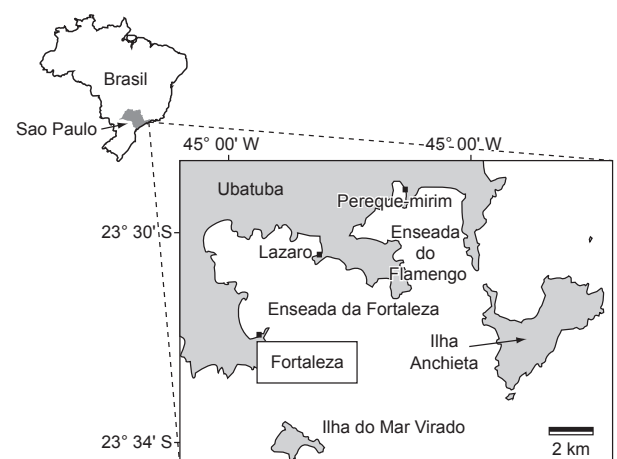 Brasil
Sao Paulo
45° 00' W
45° 00' W
Ubatuba
Pereque-mirim
23° 30' S
Enseada
do
Flamengo
Lazaro
Enseada da Fortaleza
Ilha
Anchieta
Fortaleza
Ilha do Mar Virado
23° 34' S
2 km